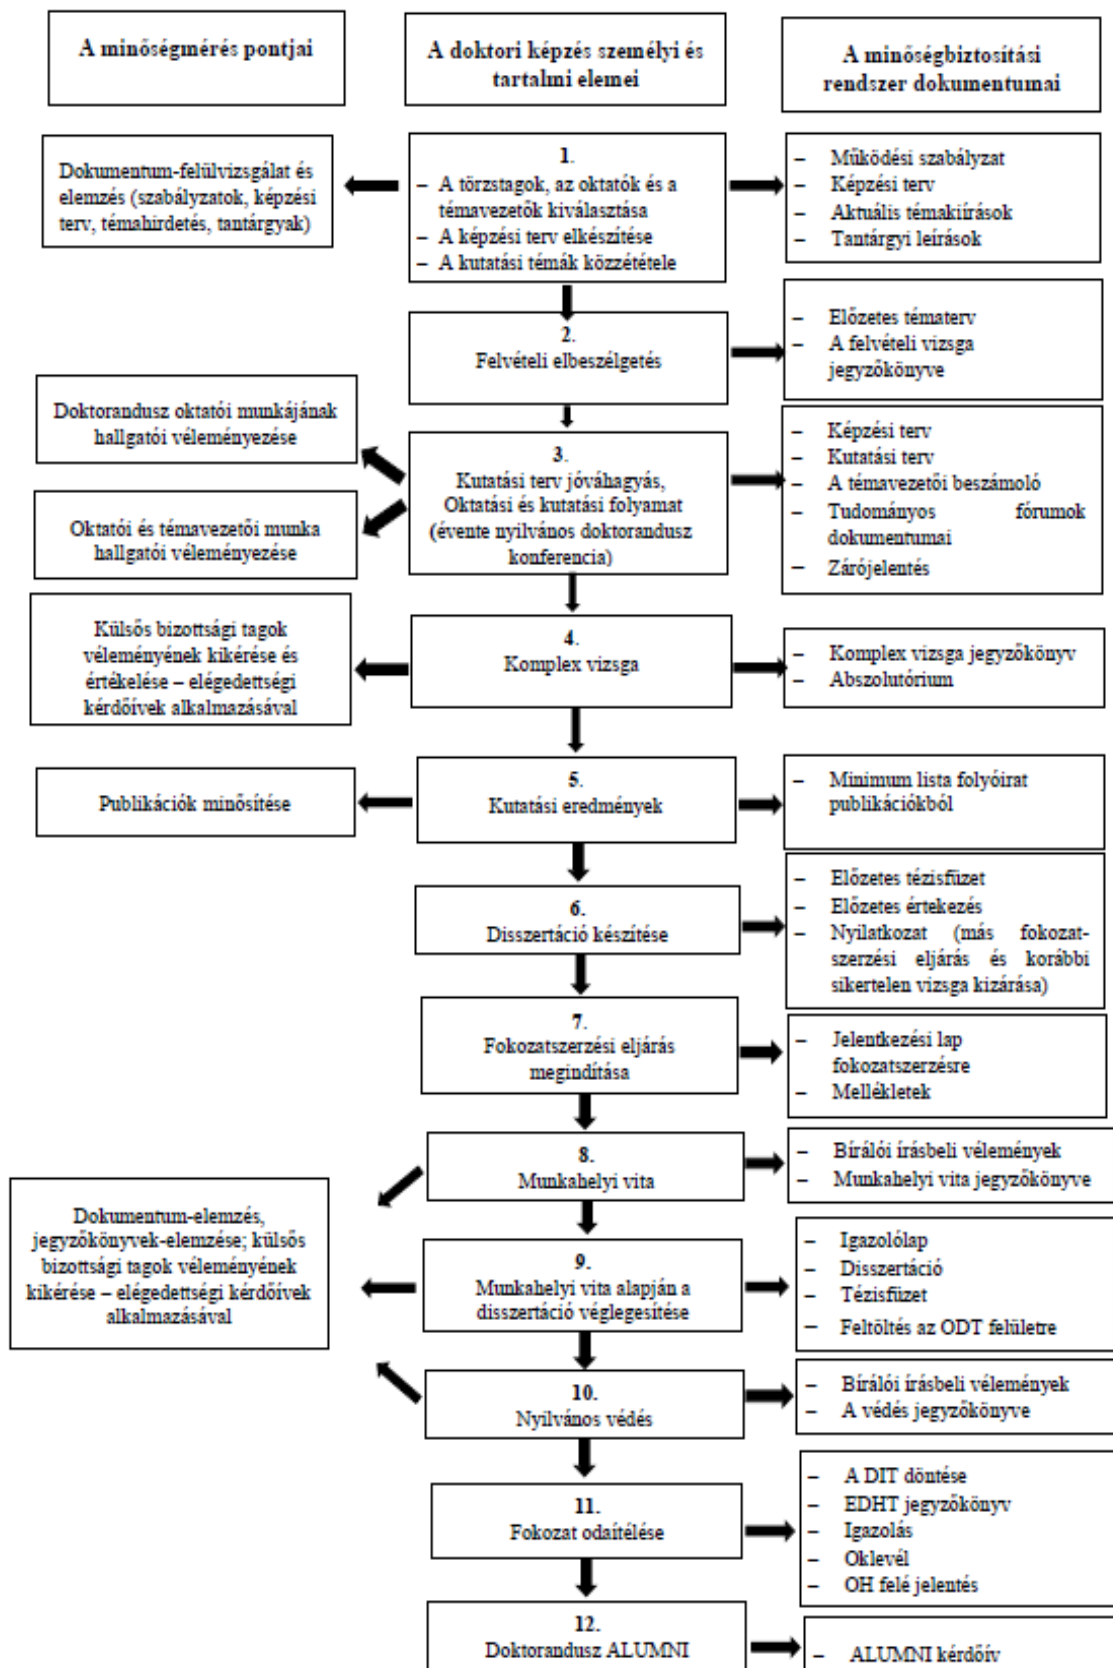 A minőségmérés pontjai
A doktori képzés személyi és
tartalmi elemei
A minőségbiztosítási
rendszer dokumentumai
Dokumentum-felülvizsgálat és
elemzés (szabályzatok, képzési
terv, témahirdetés, tantárgyak)
1.
– A törzstagok, az oktatók és a
témavezetők kiválasztása
– A képzési terv elkészítése
– A kutatási témák közzététele
– Működési szabályzat
– Képzési terv
– Aktuális témakiírások
– Tantárgyi leírások
2.
Felvételi elbeszélgetés
– Előzetes tématerv
– A felvételi vizsga
jegyzőkönyve
Doktorandusz oktatói munkájának
hallgatói véleményezése
Oktatói és témavezetői munka
hallgatói véleményezése
3.
Kutatási terv jóváhagyás,
Oktatási és kutatási folyamat
(évente nyilvános doktorandusz
konferencia)
– Képzési terv
– Kutatási terv
– A témavezetői beszámoló
– Tudományos fórumok
dokumentumai
– Zárójelentés
Külsős bizottsági tagok
véleményének kikérése és
értékelése – elégedettségi
kérdőívek alkalmazásával
4.
Komplex vizsga
– Komplex vizsga jegyzőkönyv
– Abszolutórium
Publikációk minősítése
5.
Kutatási eredmények
– Minimum lista folyóirat
publikációkból
6.
Disszertáció készítése
– Előzetes tézisfüzet
– Előzetes értekezés
– Nyilatkozat (más fokozat-
szerzési eljárás és korábbi
sikertelen vizsga kizárása)
7.
Fokozatszerzési eljárás
megindítása
– Jelentkezési lap
fokozatszerzésre
– Mellékletek
8.
Munkahelyi vita
– Bírálói írásbeli vélemények
– Munkahelyi vita jegyzőkönyve
Dokumentum-elemzés,
jegyzőkönyvek-elemzése; külsős
bizottsági tagok véleményének
kikérése – elégedettségi kérdőívek
alkalmazásával
9.
Munkahelyi vita alapján a
disszertáció véglegesítése
– Igazolólap
– Disszertáció
– Tézisfüzet
– Feltöltés az ODT felületre
10.
Nyilvános védés
– Bírálói írásbeli vélemények
– A védés jegyzőkönyve
11.
Fokozat odaítélése
– A DIT döntése
– EDHT jegyzőkönyv
– Igazolás
– Oklevél
– OH felé jelentés
12.
Doktorandusz ALUMNI
– ALUMNI kérdőív